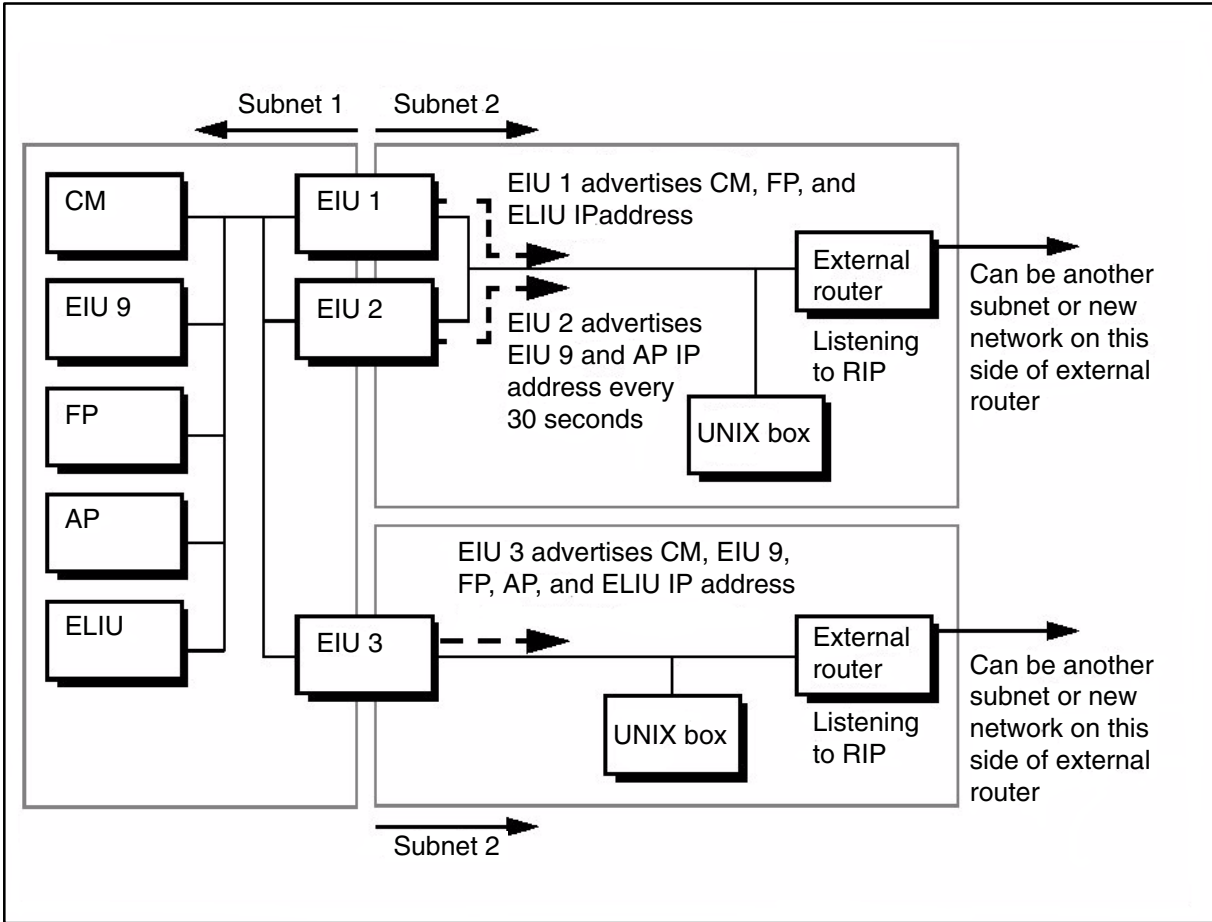 Subnet 1
Subnet 2
CM
EIU 9
FP
AP
ELIU
EIU 1
EIU 2
EIU 3
EIU 1 advertises CM, FP, and
ELIU IPaddress
EIU 2 advertises
EIU 9 and AP IP
address every
30 seconds
UNIX box
External
router
Listening
to RIP
Can be another
subnet or new
network on this
side of external
router
EIU 3 advertises CM, EIU 9,
FP, AP, and ELIU IP address
UNIX box
External
router
Listening
to RIP
Can be another
subnet or new
network on this
side of external
router
Subnet 2